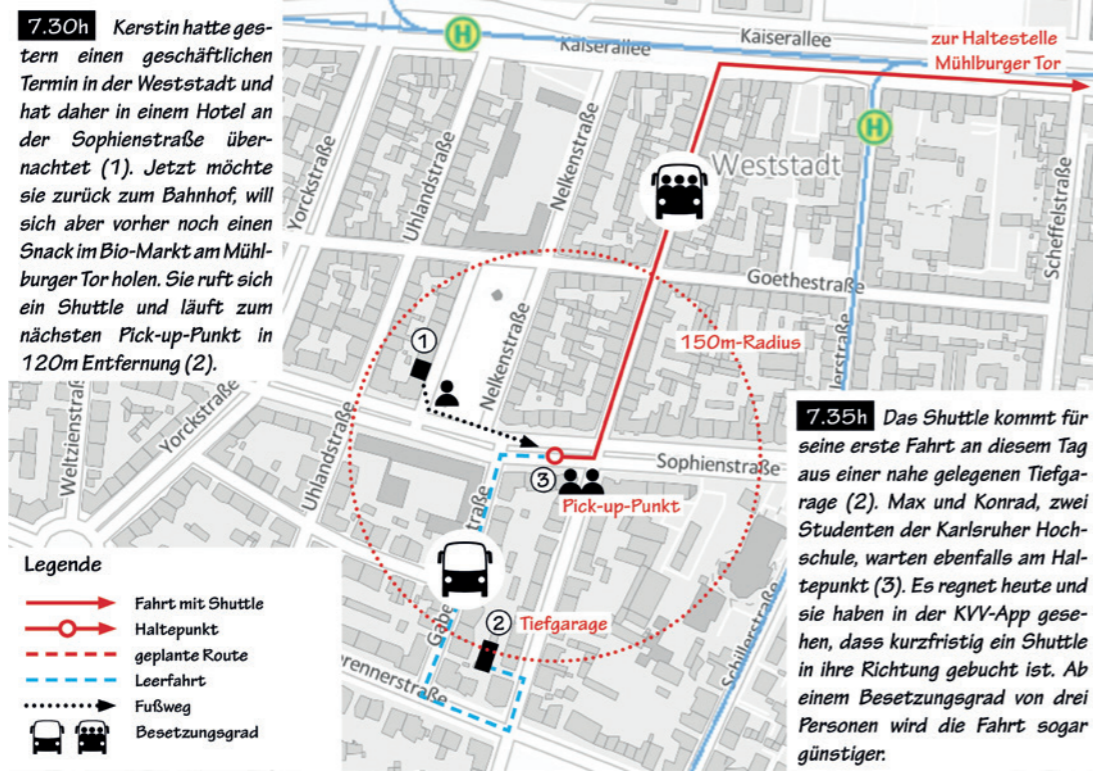 7.30h Kerstin hatte ges-
tern einen geschäftlichen
Termin in der Weststadt und
hat daher in einem Hotel an
der Sophienstraße über-
nachtet (1). Jetzt möchte
sie zurück zum Bahnhof, will
sich aber vorher noch einen
Snack im Bio-Markt am Mühl-
burger Tor holen. Sie ruft sich
ein Shuttle und läuft zum
nächsten Pick-up-Punkt in
120m Entfernung (2).
H
Kaiserallee
Kaiserallee
zur Haltestelle
Mühlburger Tor
H
Yorckstraße
Uhlandstraße
Nelkenstraße
Weststadt
Scheffelstraße
Goethestraße
150m-Radius
1
Nelkenstraße
lerstraße
Weltzienstraß
Yorckstraße
Uhlandstraße
Sophienstraße
3
Pick-up-Punkt
straße
Gabe
2 Tiefgarage
rennerstraße
Schillerstraße
7.35h Das Shuttle kommt für
seine erste Fahrt an diesem Tag
aus einer nahe gelegenen Tiefga-
rage (2). Max und Konrad, zwei
Studenten der Karlsruher Hoch-
schule, warten ebenfalls am Hal-
tepunkt (3). Es regnet heute und
sie haben in der KVV-App gese-
hen, dass kurzfristig ein Shuttle
in ihre Richtung gebucht ist. Ab
einem Besetzungsgrad von drei
Personen wird die Fahrt sogar
günstiger.
Legende
Fahrt mit Shuttle
Haltepunkt
geplante Route
Leerfahrt
Fußweg
Besetzungsgrad